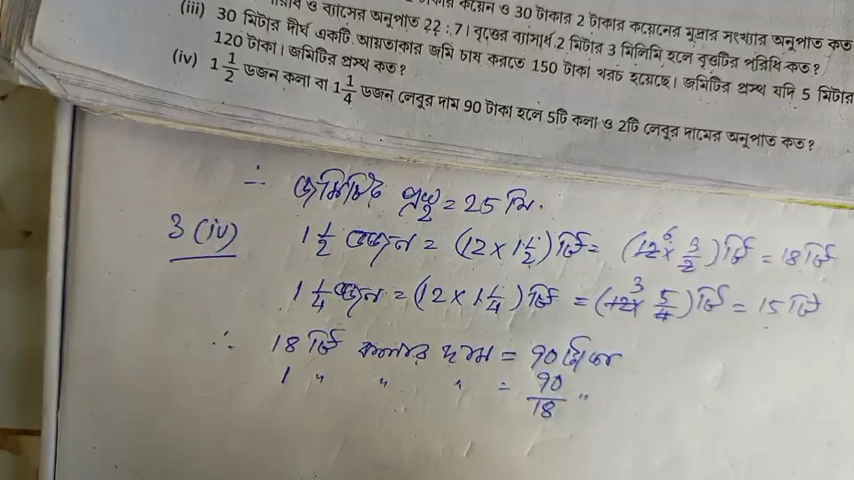 কয়েন ও 30 টাকার 2 টাকার কয়েনের মুদ্রার সংখ্যার অনুপাত কত
(iii) ও ব্যাসের অনুপাত 22 : 7। বৃত্তের ব্যাসার্ধ 2 মিটার 3 মিলিমি হলে বৃত্তটির পরিধি কত?
30 মিটার দীর্ঘ একটি আয়তাকার জমি চাষ করতে 150 টাকা খরচ হয়েছে। জমিটির প্রস্থ যদি 5 মিটার
120 টাকা। জমিটির প্রস্থ কত?
(iv) 1 1/2 ডজন কলা বা 1 1/4 ডজন লেবুর দাম 90 টাকা হলে 5টি কলা ও 2টি লেবুর দামের অনুপাত কত?
∴ জমিটির প্রস্থ = 25 মি.
3 (iv) 1 1/2 ডজন = (12 × 1 1/2) টি = (12 6 × 3/2) টি = 18 টি
1 1/4 ডজন = (12 × 1 1/4) টি = (12 3 × 5/4) টি = 15 টি
∴ 18 টি কলার দাম = 90 টাকা
1 " " " = 90/18 "